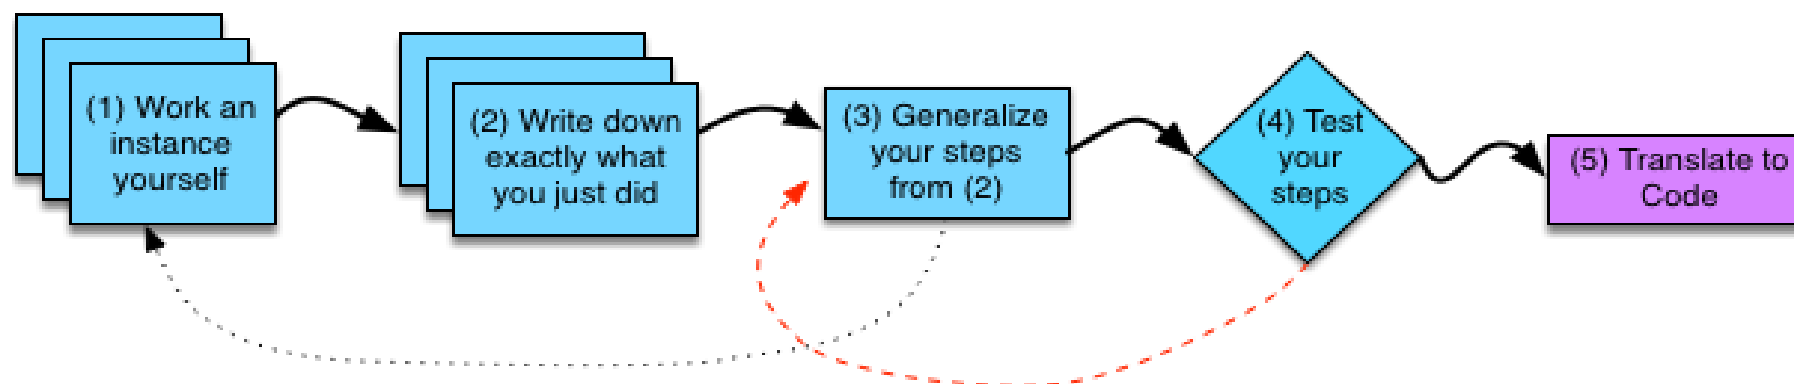 (1) Work an
instance
yourself
(2) Write down
exactly what
you just did
(3) Generalize
your steps
from (2)
(4) Test
your
steps
(5) Translate to
Code